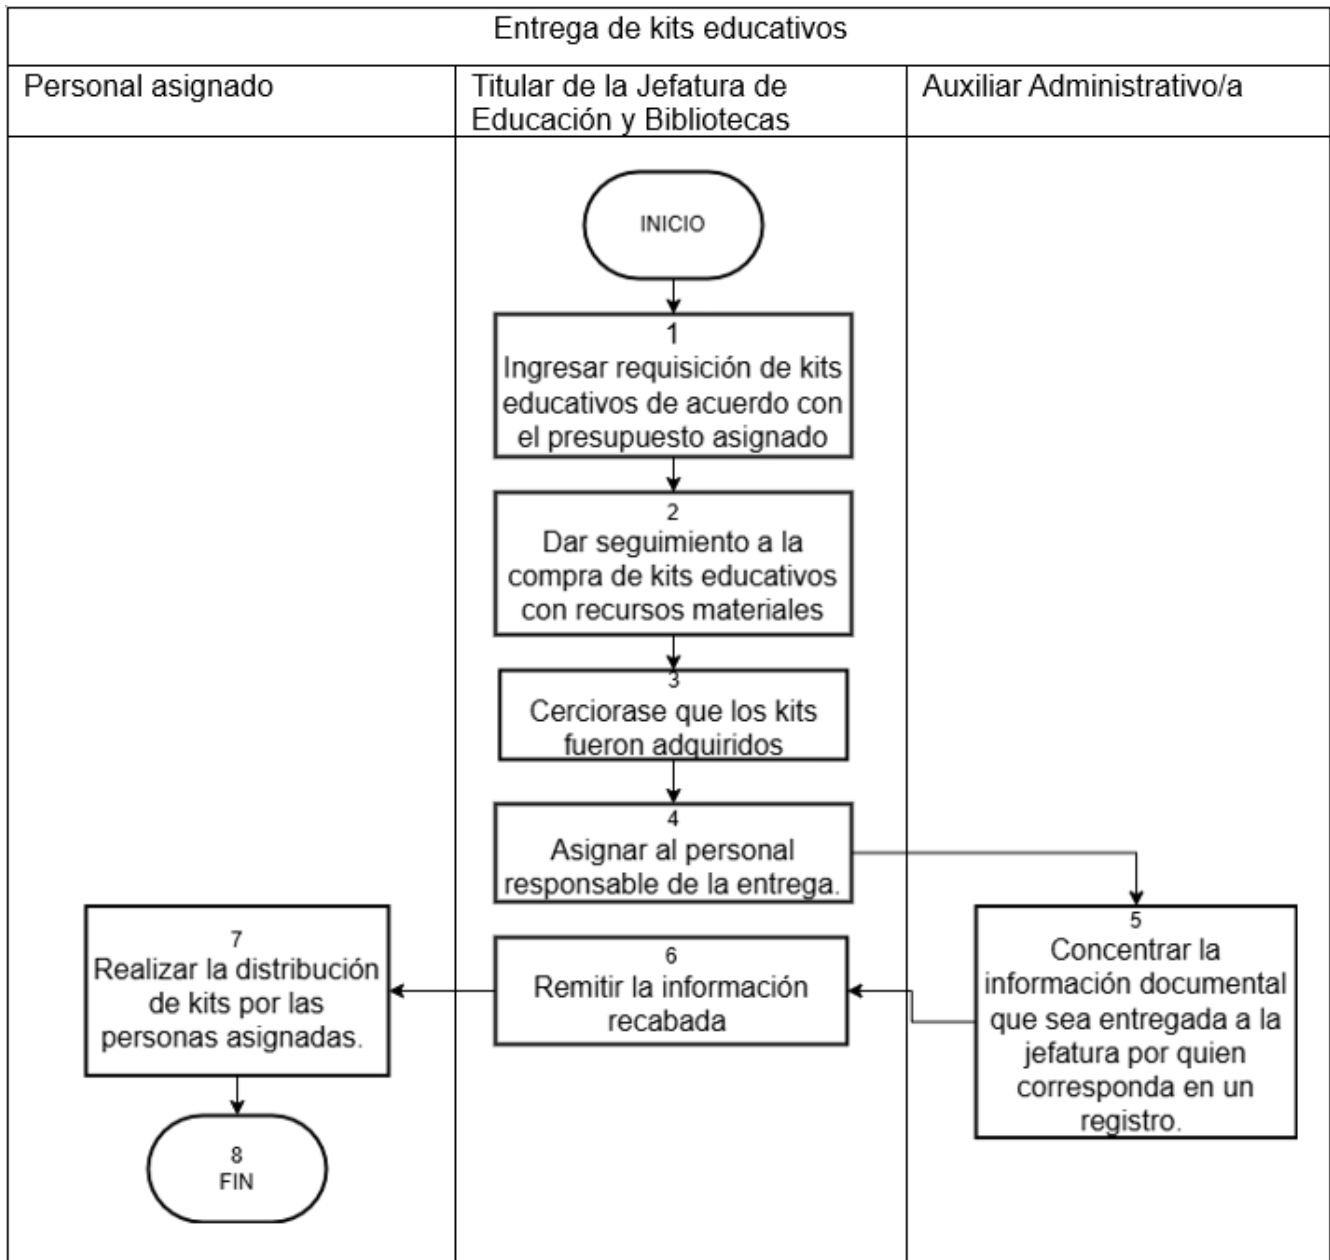 Entrega de kits educativos
Personal asignado
Titular de la Jefatura de
Educación y Bibliotecas
Auxiliar Administrativo/a
INICIO
1
Ingresar requisición de kits
educativos de acuerdo con
el presupuesto asignado
2
Dar seguimiento a la
compra de kits educativos
con recursos materiales
3
Cerciorase que los kits
fueron adquiridos
4
Asignar al personal
responsable de la entrega.
5
Concentrar la
información documental
que sea entregada a la
jefatura por quien
corresponda en un
registro.
6
Remitir la información
recabada
7
Realizar la distribución
de kits por las
personas asignadas.
8
FIN